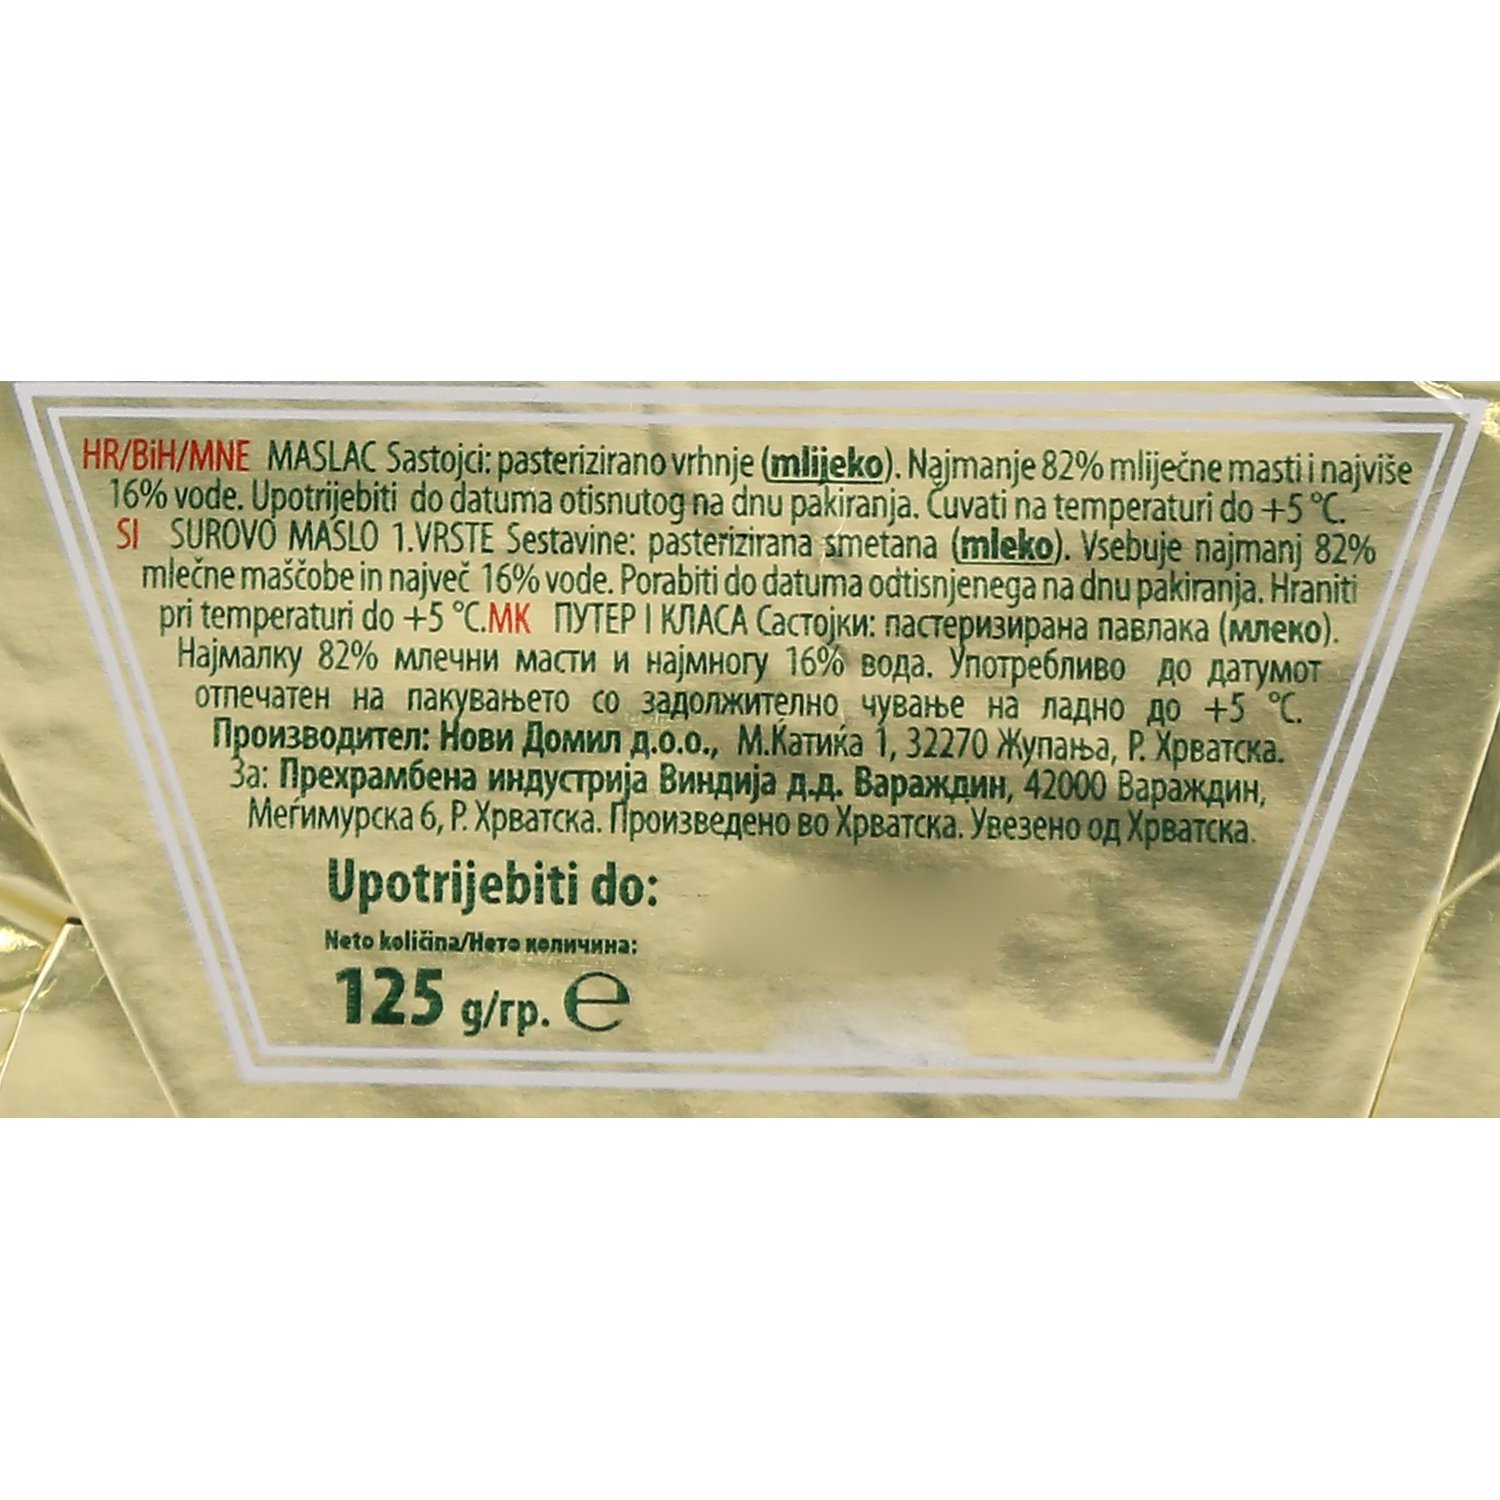 HR/BiH/MNE MASLAC Sastojci: pasterizirano vrhnje (mlijeko). Najmanje 82% mliječne masti i najviše
16% vode. Upotrijebiti do datuma otisnutog na dnu pakiranja. Čuvati na temperaturi do +5 °C.
SI SUROVO MASLO 1.VRSTE Sestavine: pasterizirana smetana (mleko). Vsebuje najmanj 82%
mlečne maščobe in največ 16% vode. Porabiti do datuma odtisnjenega na dnu pakiranja. Hraniti
pri temperaturi do +5 °C.MK ПУТЕР I КЛАСА Состојки: пастеризирана павлака (млеко).
Најмалку 82% млечни масти и најмногу 16% вода. Употребливо до датумот
отпечатен на пакувањето со задолжително чување на ладно до +5 °C.
Производител: Нови Домил д.о.о., М.Катиќа 1, 32270 Жупања, Р. Хрватска.
За: Прехрамбена индустрија Виндија д.д. Вараждин, 42000 Вараждин,
Меѓимурска 6, Р. Хрватска. Произведено во Хрватска. Увезено од Хрватска.
Upotrijebiti do:
Neto količina/Нето количина:
125 g/гр. ℮